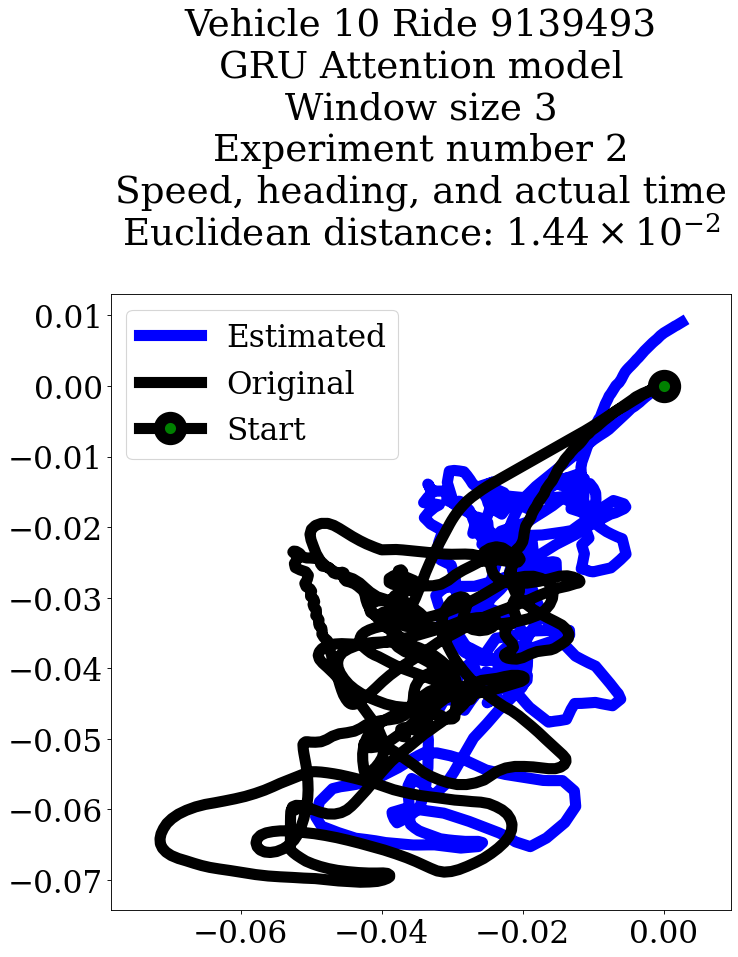 Vehicle 10 Ride 9139493
GRU Attention model
Window size 3
Experiment number 2
Speed, heading, and actual time
Euclidean distance: 1.44 × 10⁻²
Estimated
Original
Start
0.01
0.00
−0.01
−0.02
−0.03
−0.04
−0.05
−0.06
−0.07
−0.06 −0.04 −0.02 0.00